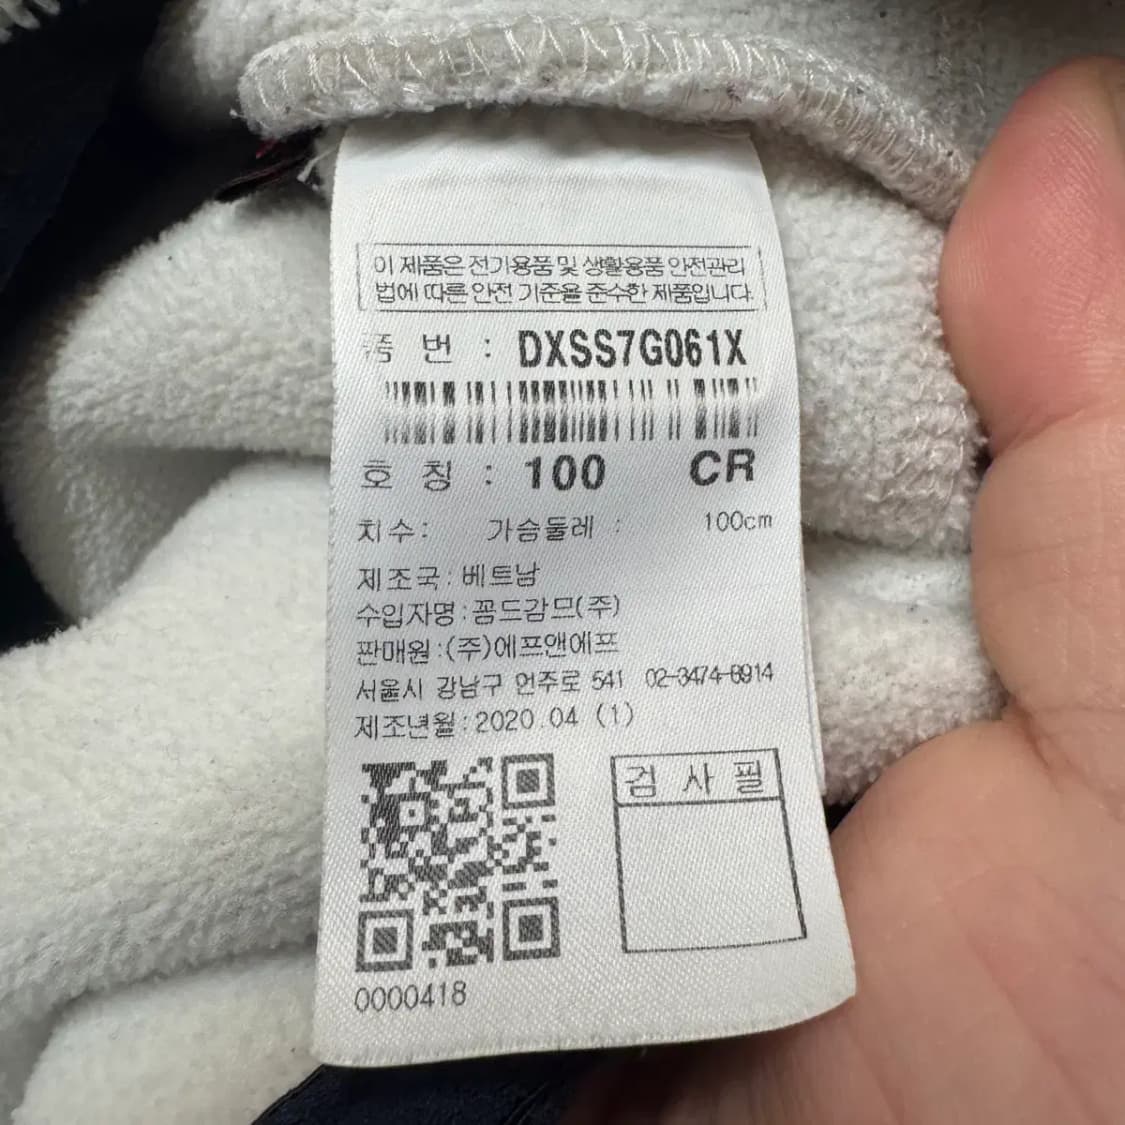 이 제품은 전기용품 및 생활용품 안전관리
법에 따른 안전 기준을 준수한 제품입니다.
품 번 : DXSS7G061X
호 칭 : 100 CR
치수: 가슴둘레 : 100cm
제조국:베트남
수입자명:꼼드감므(주)
판매원:(주)에프앤에프
서울시 강남구 언주로 541 02-3474-6914
제조년월:2020.04 (1)
검 사 필
0000418